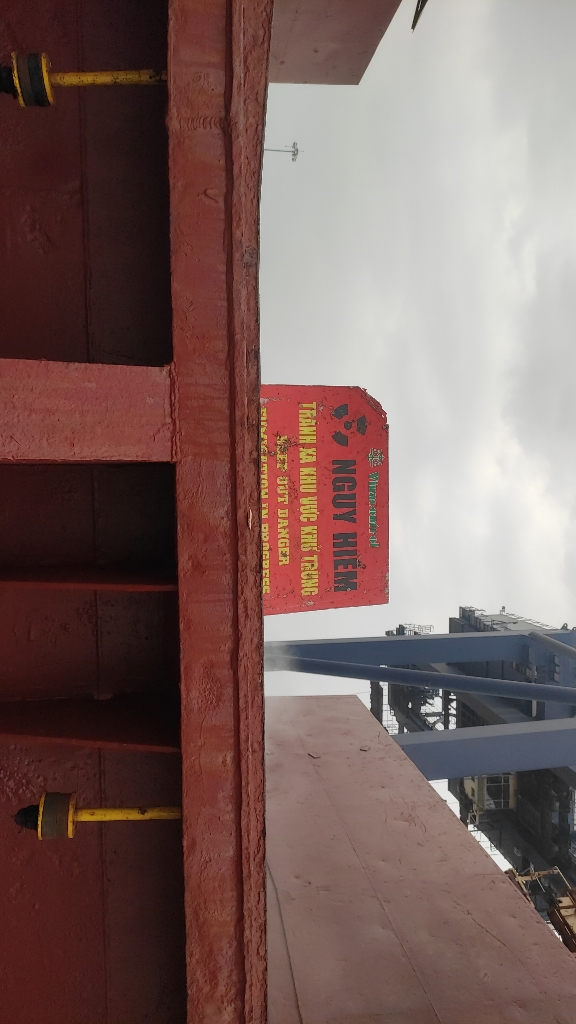 NGUY HIỂM
TRÁNH XA KHU VỰC KHỬ TRÙNG
KEEP OUT DANGER
FUMIGATION IN PROGRESS